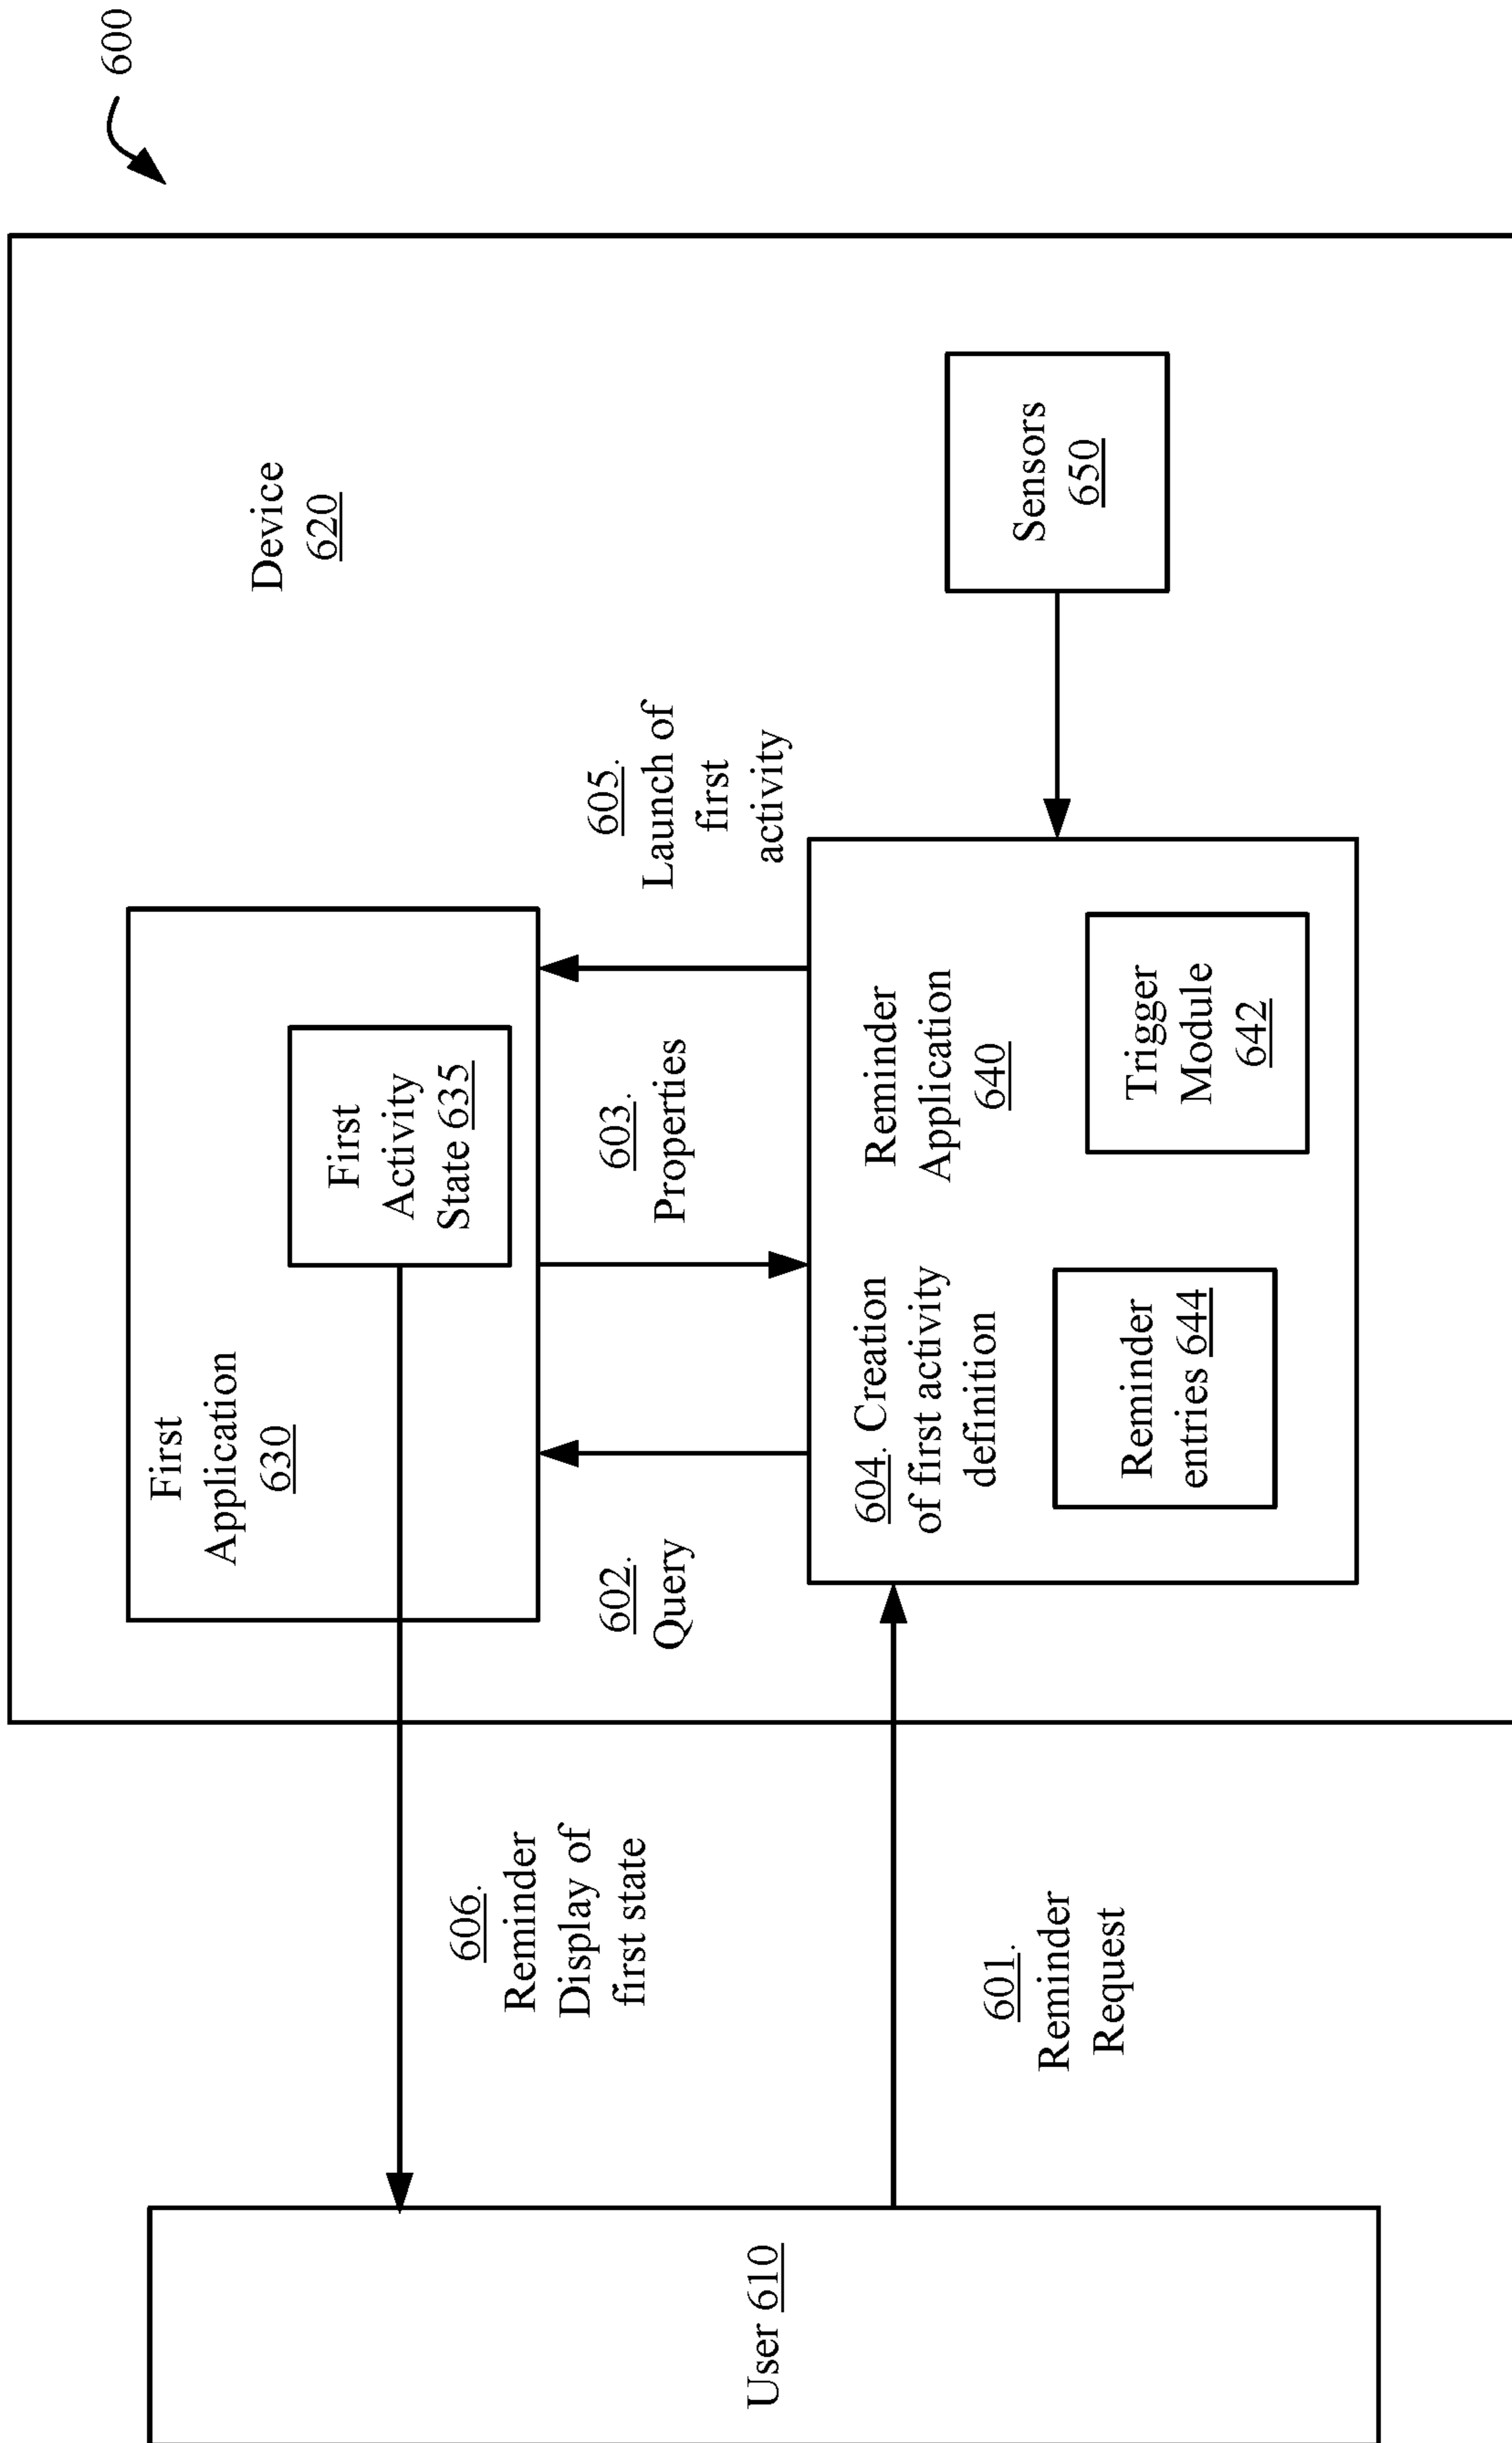 600
Device
620
First
Application
630
First
Activity
State 635
602.
Query
603.
Properties
605.
Launch of
first
activity
604. Creation
of first activity
definition
Reminder
Application
640
Reminder
entries 644
Trigger
Module
642
Sensors
650
606.
Reminder
Display of
first state
601.
Reminder
Request
User 610